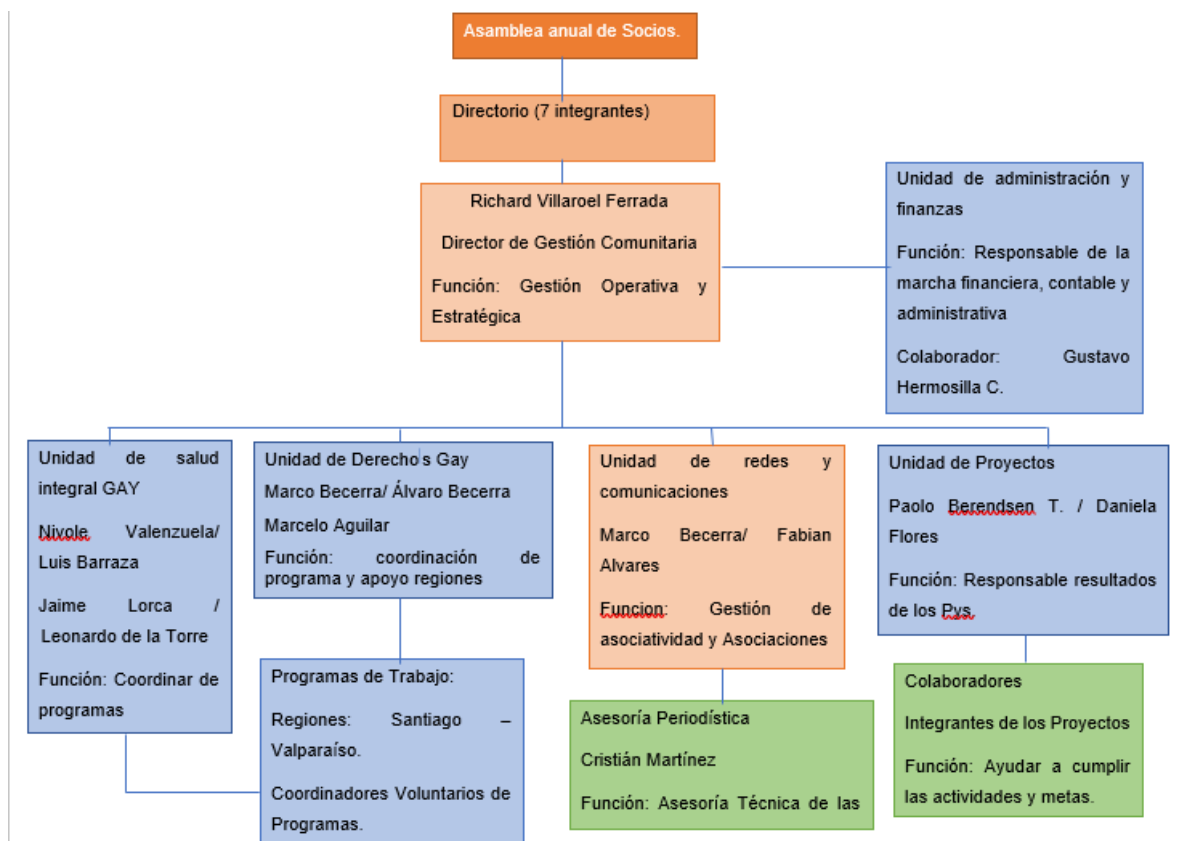 Asamblea anual de Socios.
Directorio (7 integrantes)
Richard Villaroel Ferrada
Director de Gestión Comunitaria
Función: Gestión Operativa y
Estratégica
Unidad de administración y
finanzas
Función: Responsable de la
marcha financiera, contable y
administrativa
Colaborador: Gustavo
Hermosilla C.
Unidad de salud
integral GAY
Nivole Valenzuela/
Luis Barraza
Jaime Lorca /
Leonardo de la Torre
Función: Coordinar de
programas
Unidad de Derechos Gay
Marco Becerra/ Álvaro Becerra
Marcelo Aguilar
Función: coordinación de
programa y apoyo regiones
Programas de Trabajo:
Regiones: Santiago –
Valparaíso.
Coordinadores Voluntarios de
Programas.
Unidad de redes y
comunicaciones
Marco Becerra/ Fabian
Alvares
Funcion: Gestión de
asociatividad y Asociaciones
Asesoría Periodística
Cristián Martínez
Función: Asesoría Técnica de las
Unidad de Proyectos
Paolo Berendsen T. / Daniela
Flores
Función: Responsable resultados
de los Pys.
Colaboradores
Integrantes de los Proyectos
Función: Ayudar a cumplir
las actividades y metas.